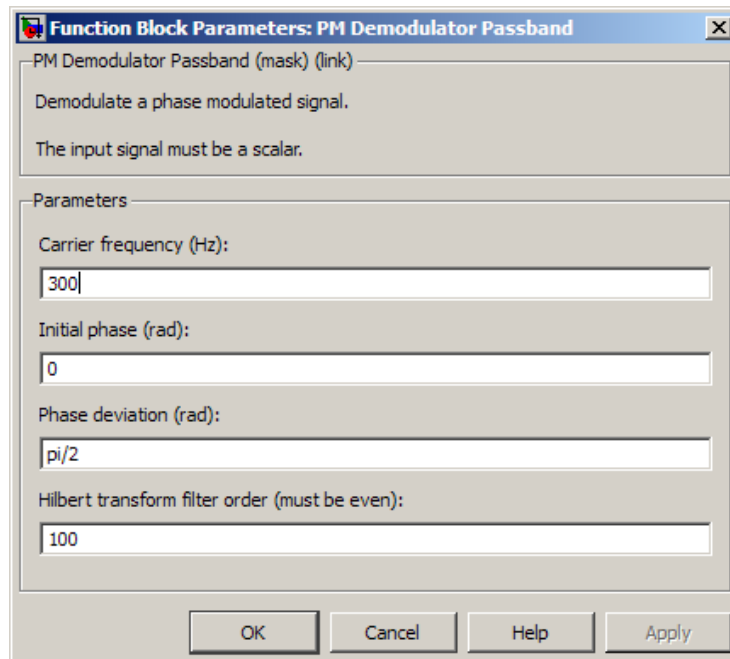 Function Block Parameters: PM Demodulator Passband
PM Demodulator Passband (mask) (link)
Demodulate a phase modulated signal.
The input signal must be a scalar.
Parameters
Carrier frequency (Hz):
300
Initial phase (rad):
0
Phase deviation (rad):
pi/2
Hilbert transform filter order (must be even):
100
OK Cancel Help Apply